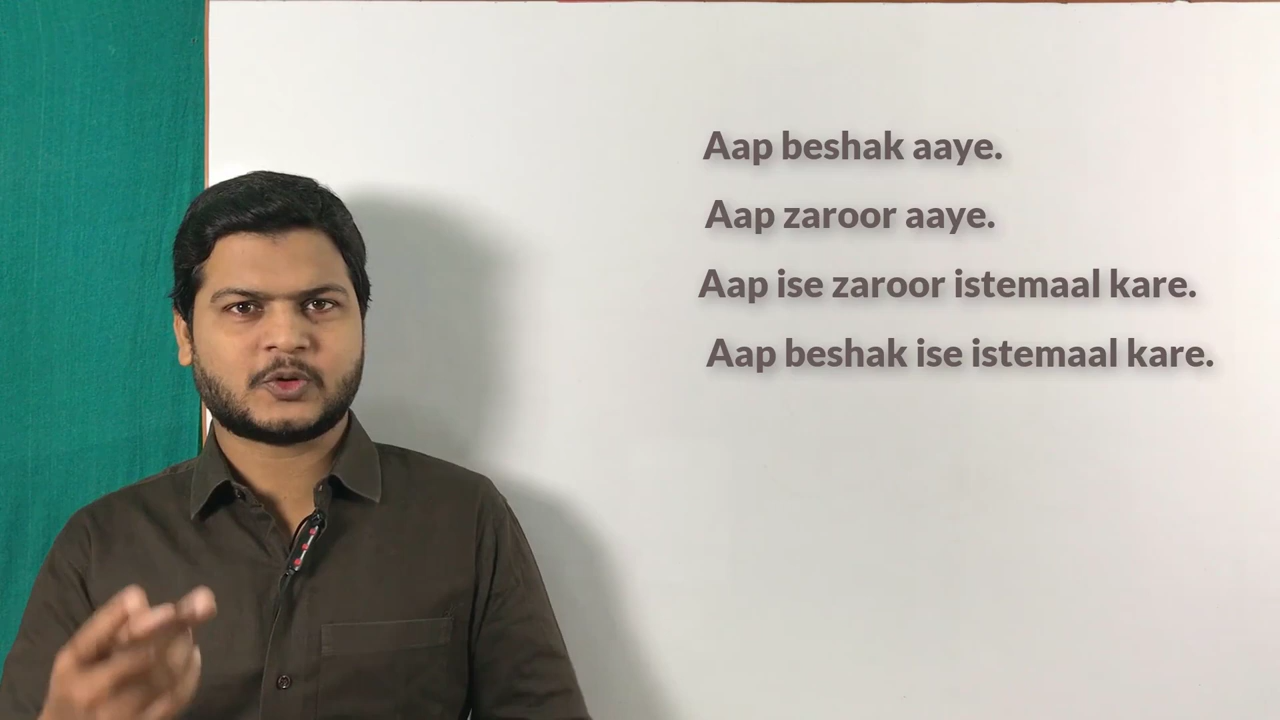 Aap beshak aaye.
Aap zaroor aaye.
Aap ise zaroor istemaal kare.
Aap beshak ise istemaal kare.